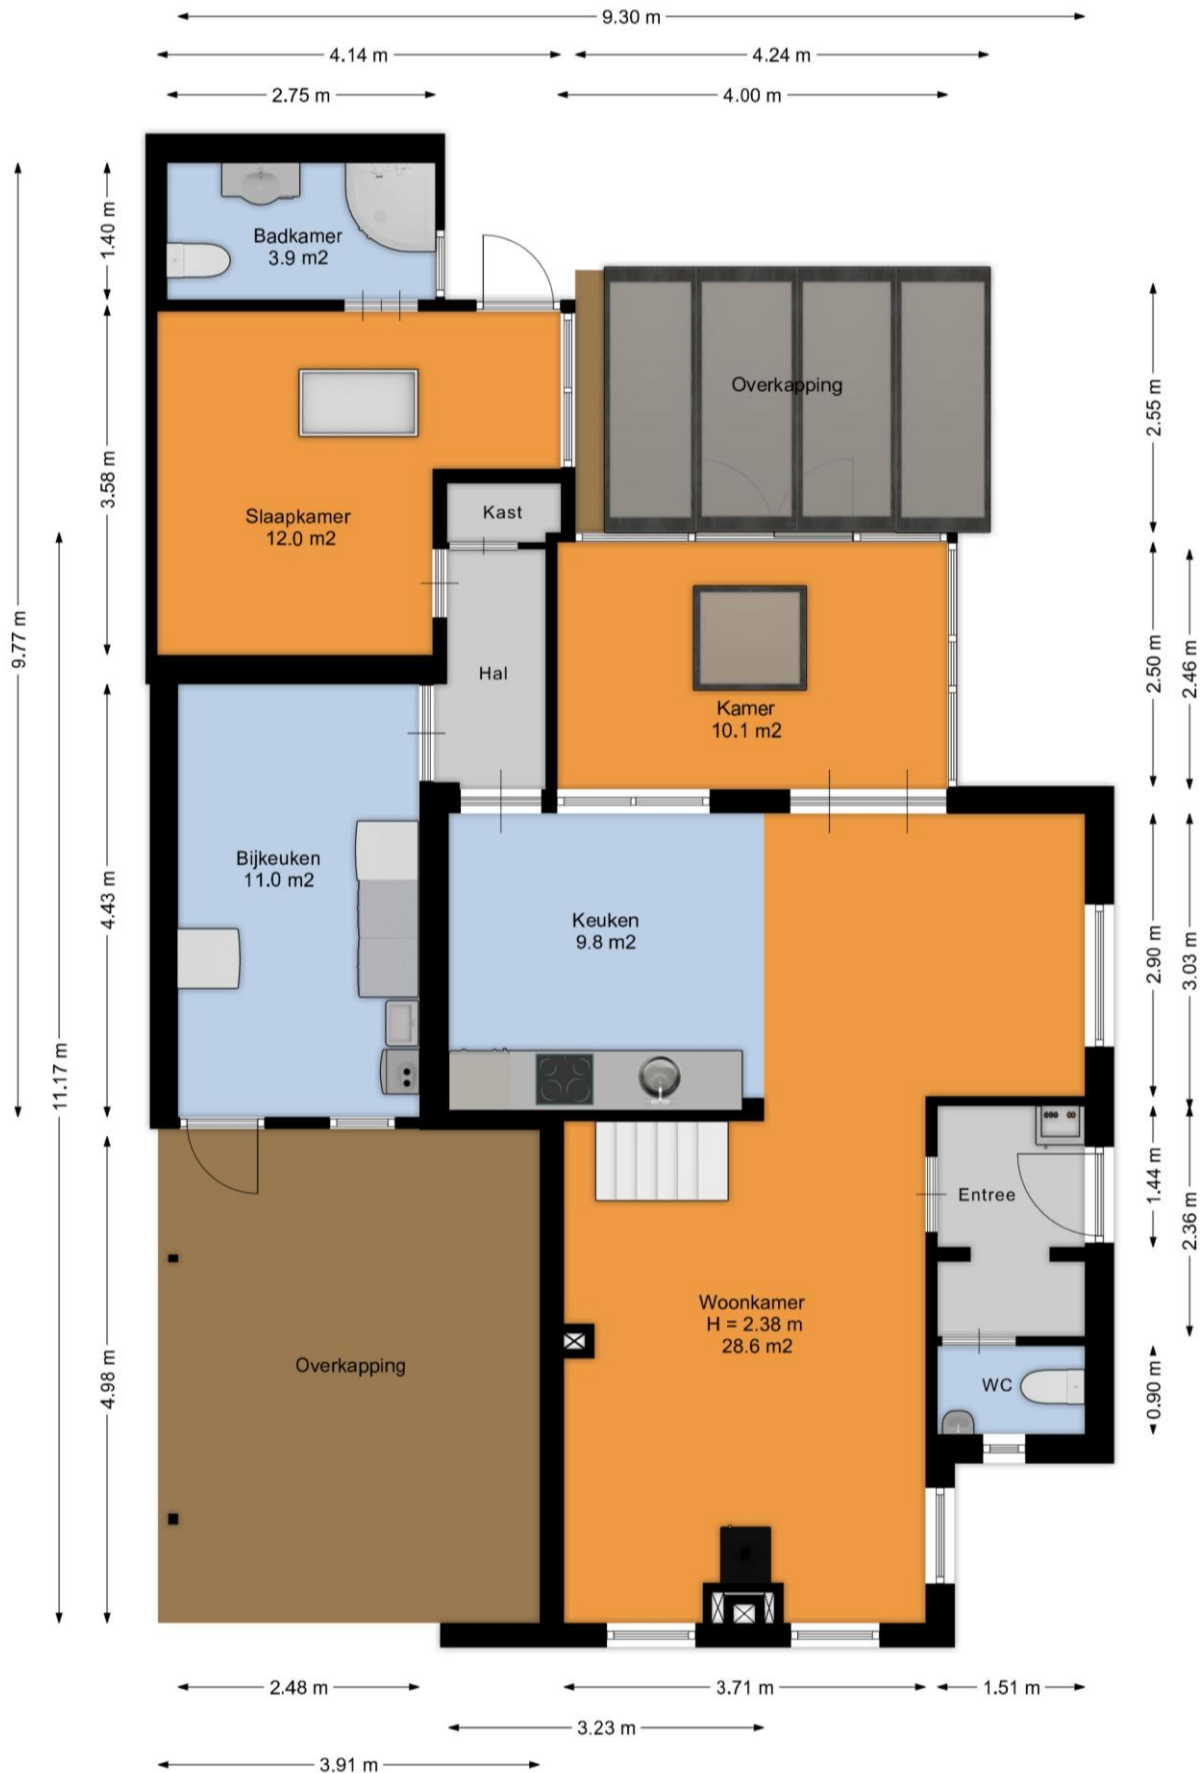 9.30 m
4.14 m
4.24 m
2.75 m
4.00 m
9.77 m
1.40 m
Badkamer
3.9 m2
Overkapping
2.55 m
3.58 m
Slaapkamer
12.0 m2
Kast
Hal
Kamer
10.1 m2
2.50 m
2.46 m
11.17 m
4.43 m
Bijkeuken
11.0 m2
Keuken
9.8 m2
2.90 m
3.03 m
Entree
1.44 m
2.36 m
Woonkamer
H = 2.38 m
28.6 m2
4.98 m
Overkapping
WC
0.90 m
2.48 m
3.71 m
1.51 m
3.23 m
3.91 m